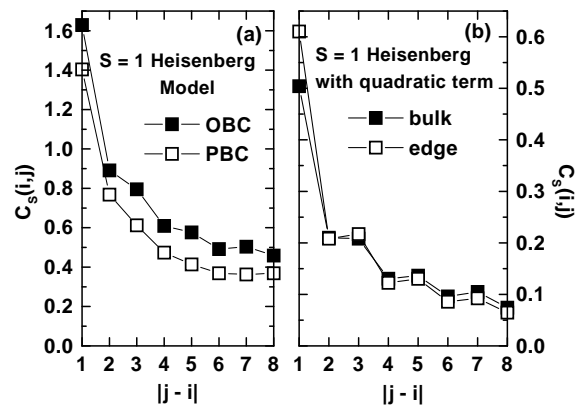 (a)
S = 1 Heisenberg
Model
OBC
PBC
1.6
1.4
1.2
1.0
0.8
0.6
0.4
0.2
0.0
C_s(i,j)
1 2 3 4 5 6 7 8
|j - i|
(b)
S = 1 Heisenberg
with quadratic term
bulk
edge
0.6
0.5
0.4
0.3
0.2
0.1
0.0
C_s(i,j)
1 2 3 4 5 6 7 8
|j - i|